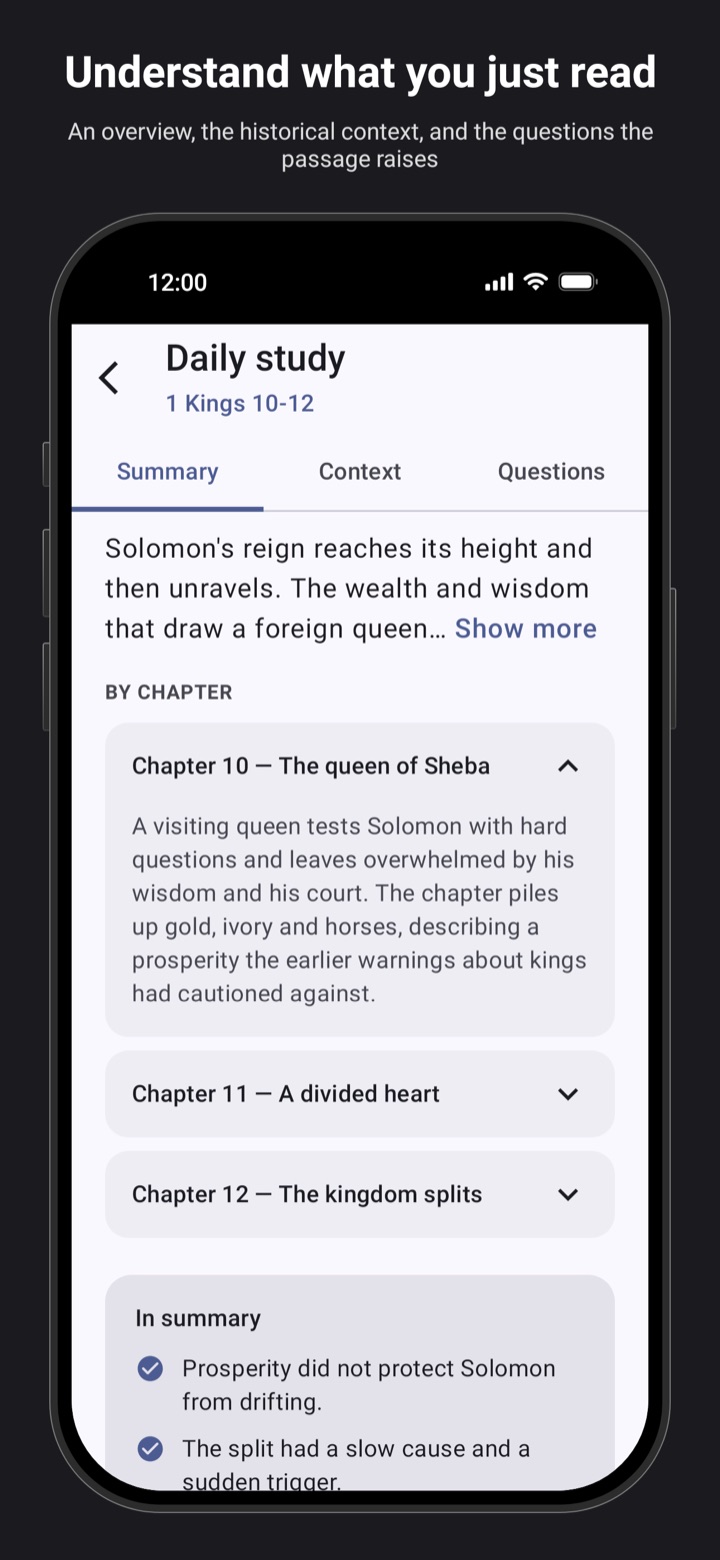 Understand what you just read
An overview, the historical context, and the questions the
passage raises
12:00
Daily study
1 Kings 10-12
Summary
Context
Questions
Solomon's reign reaches its height and
then unravels. The wealth and wisdom
that draw a foreign queen... Show more
BY CHAPTER
Chapter 10 — The queen of Sheba
A visiting queen tests Solomon with hard
questions and leaves overwhelmed by his
wisdom and his court. The chapter piles
up gold, ivory and horses, describing a
prosperity the earlier warnings about kings
had cautioned against.
Chapter 11 — A divided heart
Chapter 12 — The kingdom splits
In summary
Prosperity did not protect Solomon
from drifting.
The split had a slow cause and a
sudden trigger.